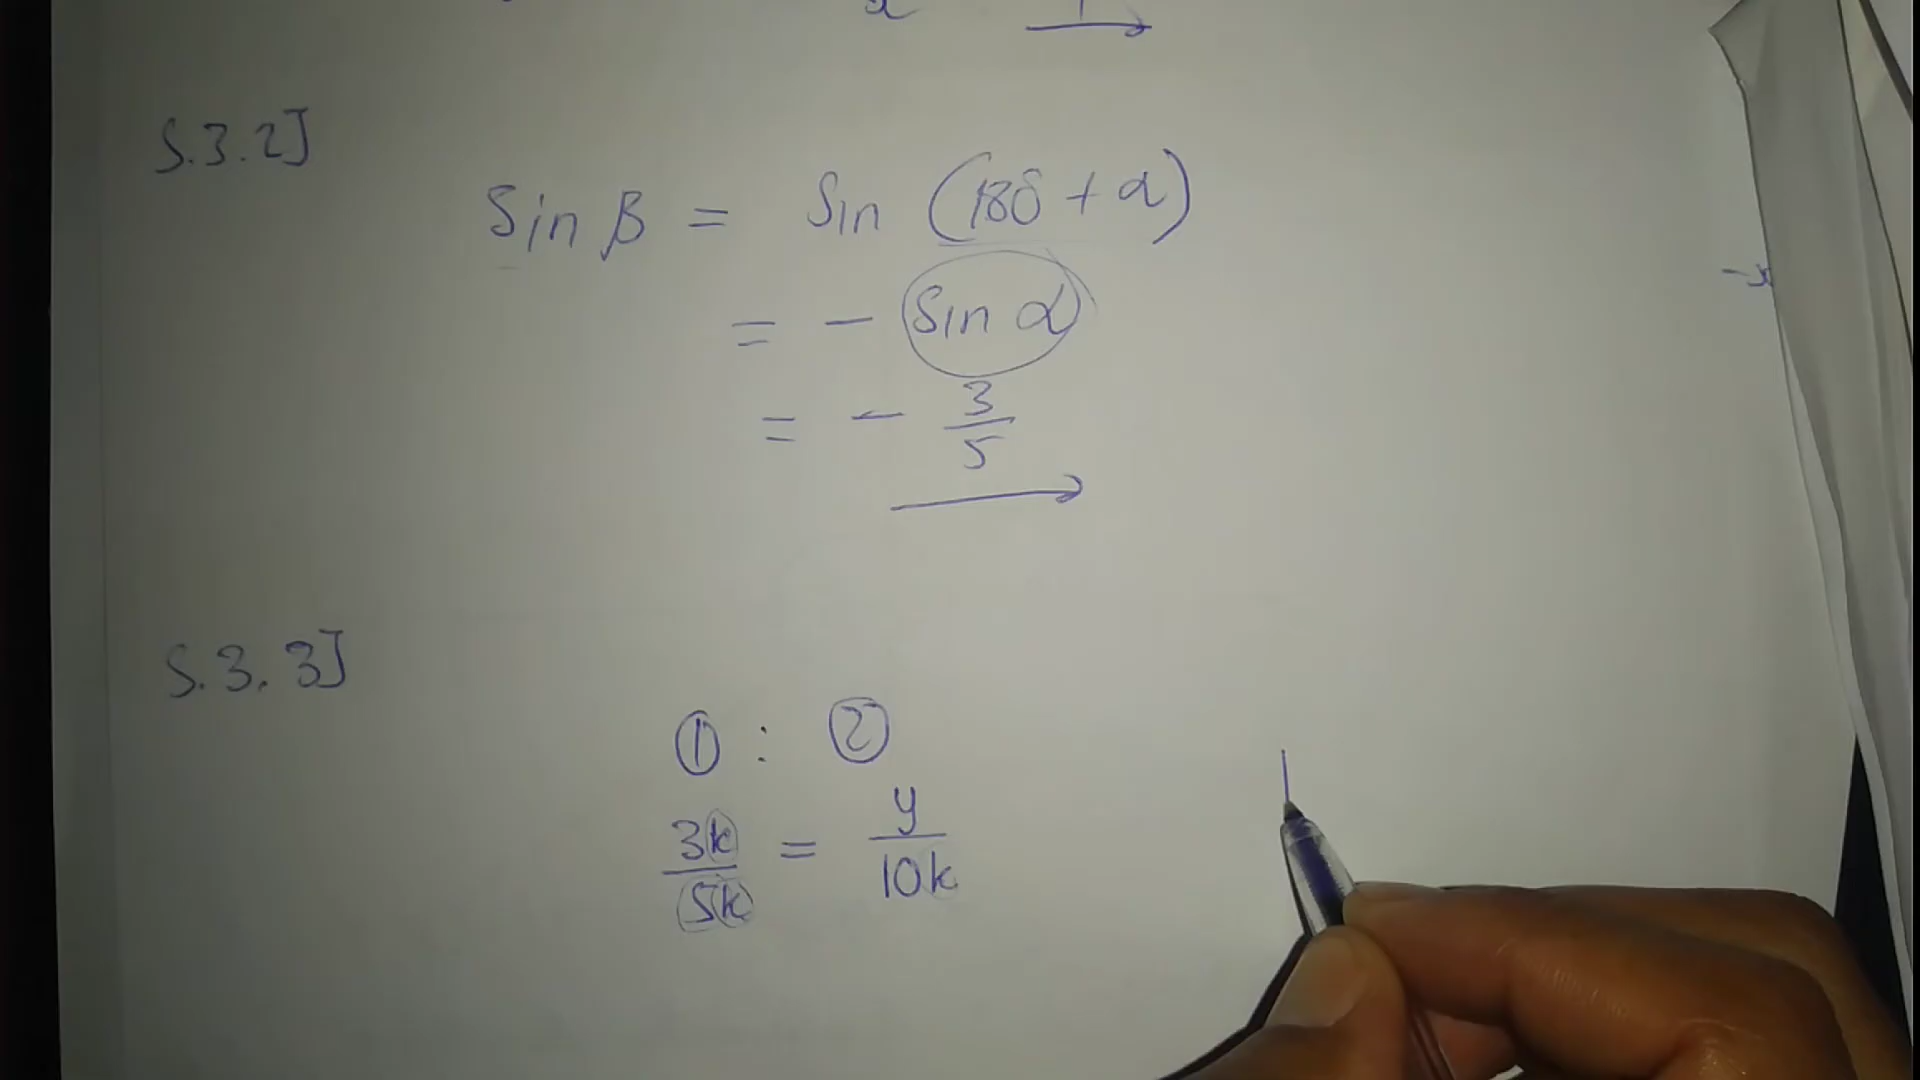 5.3.2]
Sin β = Sin (180 + α)
= - Sin α
= - 3/5
5.3.3]
① : ②
3k/5k = y/10k